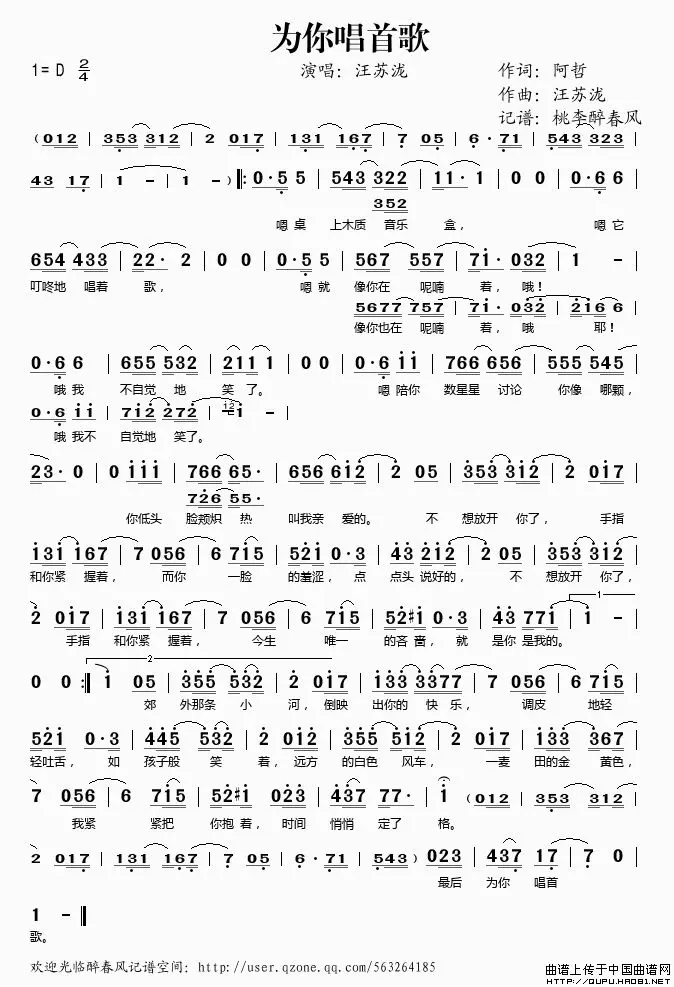 为你唱首歌
1= D 2/4
演唱：汪苏泷
作词：阿哲
作曲：汪苏泷
记谱：桃李醉春风
（012 | 353 312 | 2 017 | 131 167 | 7 05 | 6·71 | 543 323 |
43 17 | 1 － | 1 － ）‖: 0·5 5 | 543 322 | 11·1 | 00 | 0·6 6 |
352
嗯桌 上木质 音乐 盒， 嗯它
654 433 | 22·2 | 00 | 0·5 5 | 567 557 | 71·032 | 1 － |
叮咚地 唱着 歌， 嗯就 像你在 呢喃 着，哦！
5677 757 | 71·032 | 216 6 |
像你也在 呢喃 着，哦 耶！
0·6 6 | 655 532 | 211 1 | 00 | 0·6 11 | 766 656 | 555 545 |
哦我 不自觉 地 笑了。 嗯陪你 数星星 讨论 你像 哪颗，
0·6 11 | 712 272 | 12 1 － |
哦我不 自觉地 笑了。
23·0 | 0 111 | 766 65· | 656 612 | 2 05 | 353 312 | 2 017 |
726 55·
你低头 脸颊炽 热 叫我亲 爱的。 不 想放开 你了， 手指
131 167 | 7 056 | 6 715 | 521 0·3 | 43 212 | 2 05 | 353 312 |
和你紧 握着， 而你 一脸 的羞涩，点 点头说好的， 不 想放开 你了，
2 017 | 131 167 | 7 056 | 6 715 | 52#1 0·3 | 43 771 | 1 － |
1
手指 和你紧 握着， 今生 唯一 的吝啬，就 是你是我的。
0 0 :‖ 1 05 | 355 532 | 2 017 | 133 3377 | 7 056 | 6 715 |
2
郊 外那条 小 河，倒映 出你的 快 乐， 调皮 地轻
521 0·3 | 445 532 | 2 012 | 355 512 | 2 012 | 133 367 |
轻吐舌，如 孩子般 笑 着，远方 的白色 风车， 一麦 田的金 黄色，
7 056 | 6 715 | 52#1 023 | 437 77· | 1 （012 | 353 312 |
我紧 紧把 你抱着，时间 悄悄 定了 格。
2 017 | 131 167 | 7 05 | 6·71 | 543） 023 | 437 17 | 7 0 |
最后 为你 唱首
1 － ‖
歌。
欢迎光临醉春风记谱空间：http://user.qzone.qq.com/563264185
曲谱上传于中国曲谱网
HTTP://QUPU.HAO81.NET